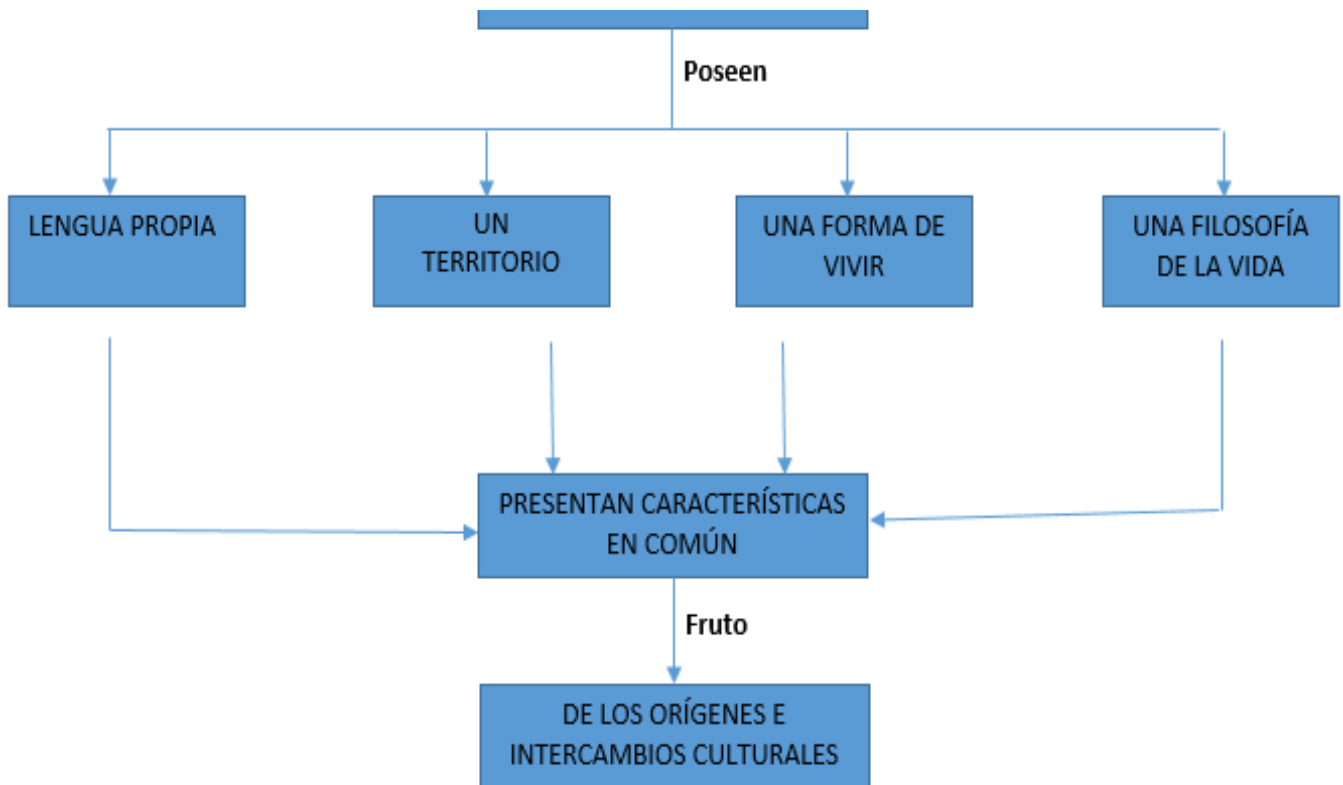 Poseen
LENGUA PROPIA
UN
TERRITORIO
UNA FORMA DE
VIVIR
UNA FILOSOFÍA
DE LA VIDA
PRESENTAN CARACTERÍSTICAS
EN COMÚN
Fruto
DE LOS ORÍGENES E
INTERCAMBIOS CULTURALES